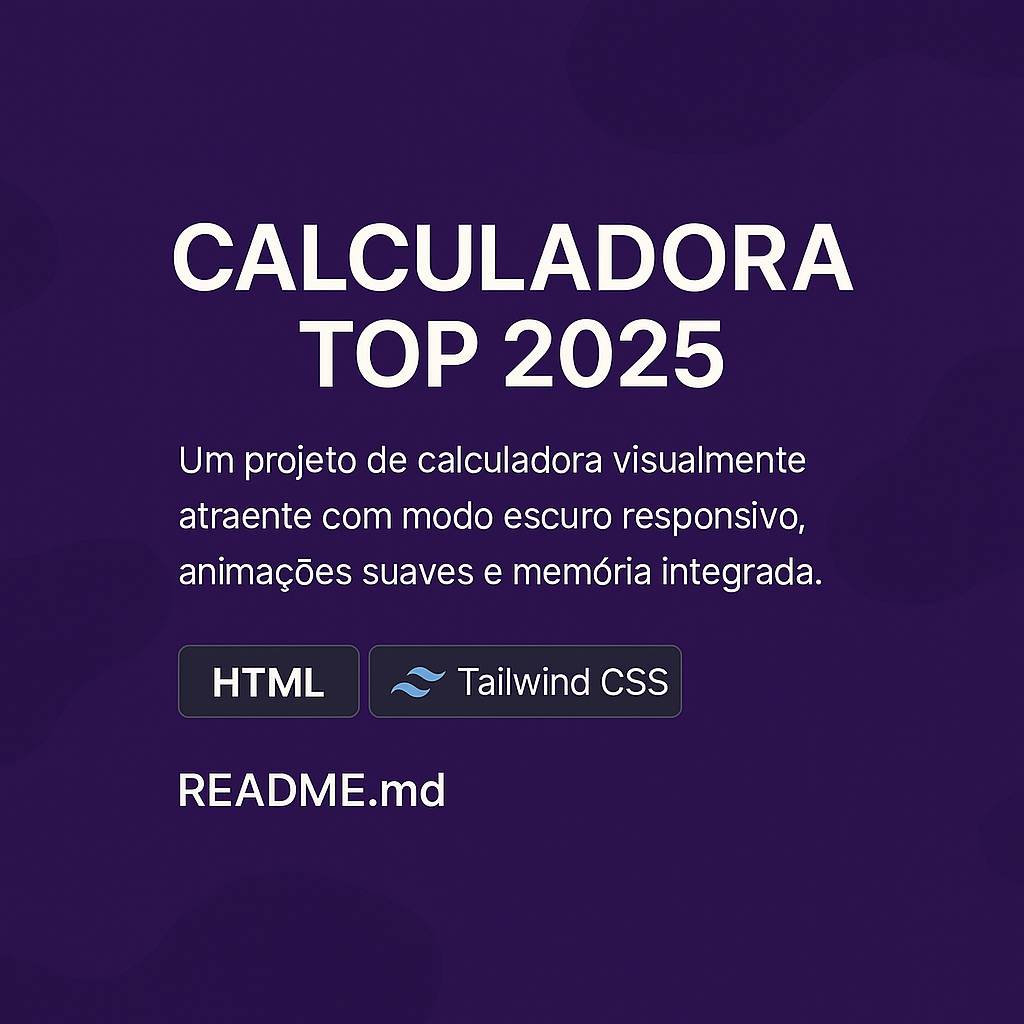 CALCULADORA
TOP 2025
Um projeto de calculadora visualmente
atraente com modo escuro responsivo,
animaçōes suaves e memória integrada.
HTML
Tailwind CSS
README.md